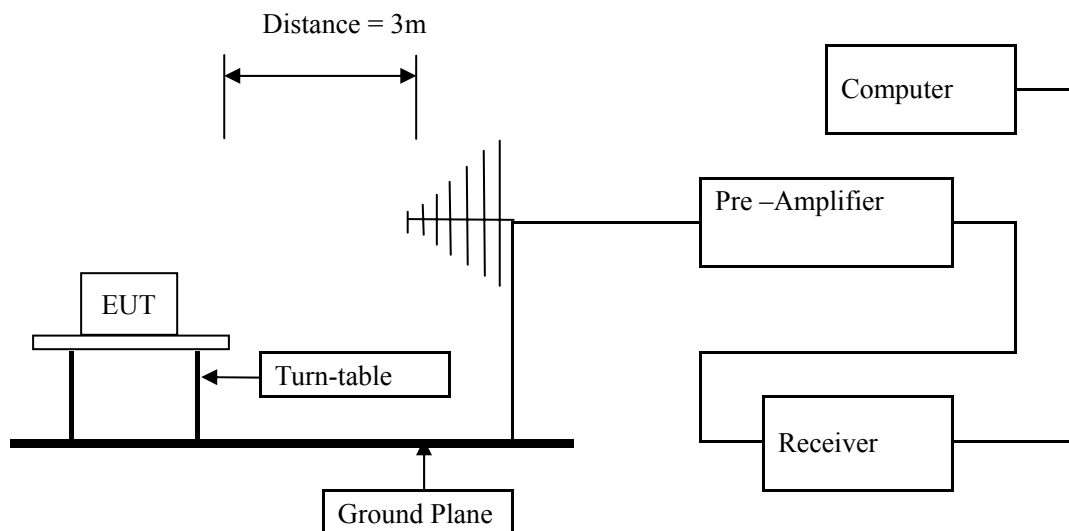 Distance = 3m
Computer
Pre –Amplifier
EUT
Turn-table
Receiver
Ground Plane